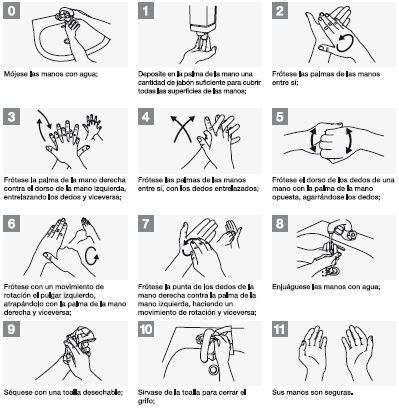 0
Mójese las manos con agua;
1
Deposite en la palma de la mano una
cantidad de jabón suficiente para cubrir
todas las superficies de las manos;
2
Frótese las palmas de las manos
entre sí;
3
Frótese la palma de la mano derecha
contra el dorso de la mano izquierda,
entrelazando los dedos y viceversa;
4
Frótese las palmas de las manos
entre sí, con los dedos entrelazados;
5
Frótese el dorso de los dedos de una
mano con la palma de la mano
opuesta, agarrándose los dedos;
6
Frótese con un movimiento de
rotación el pulgar izquierdo,
atrapándolo con la palma de la mano
derecha y viceversa;
7
Frótese la punta de los dedos de la
mano derecha contra la palma de la
mano izquierda, haciendo un
movimiento de rotación y viceversa;
8
Enjuáguese las manos con agua;
9
Séquese con una toalla desechable;
10
Sírvase de la toalla para cerrar el
grifo;
11
Sus manos son seguras.